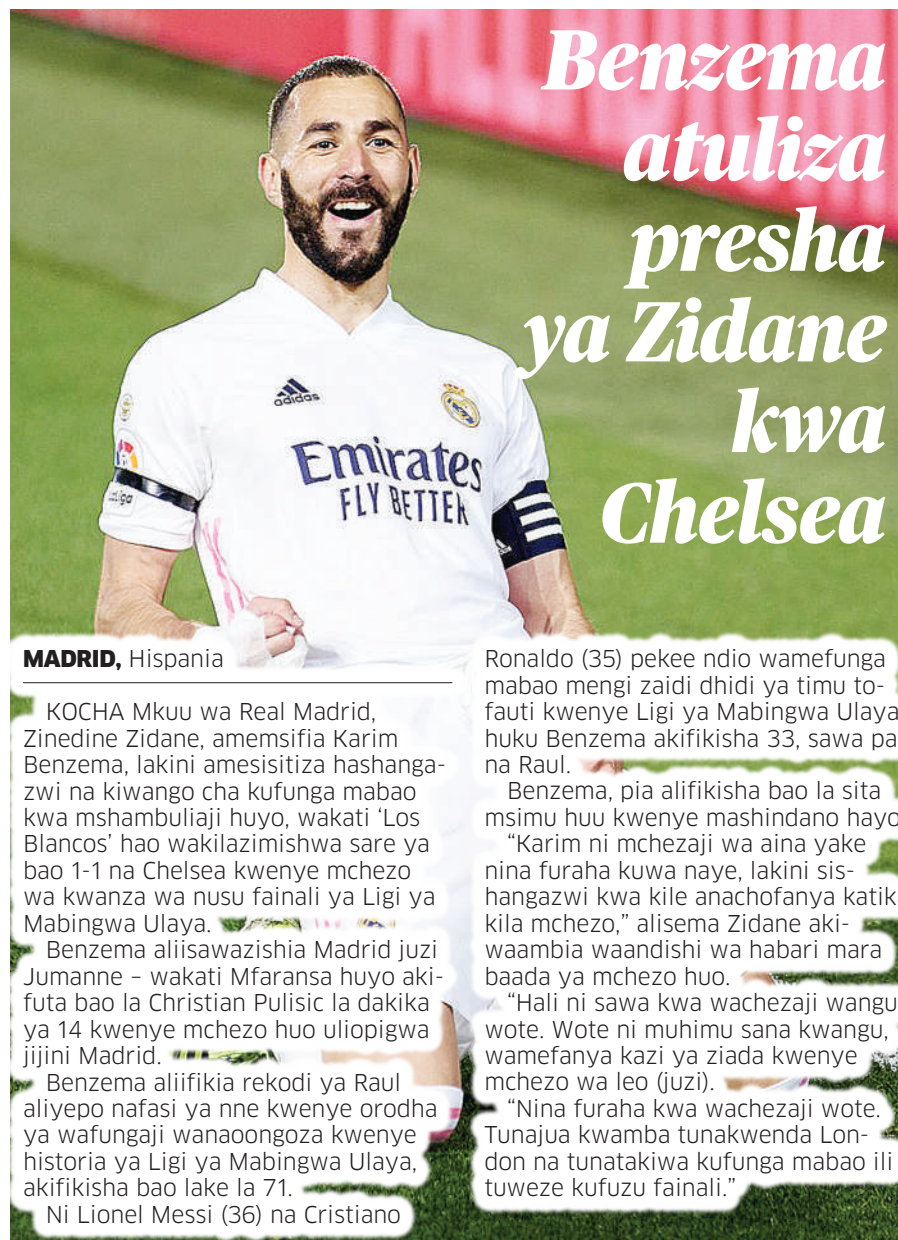 Benzema
atuliza
presha
ya Zidane
kwa
Chelsea
adidas
Emirates
FLY BETTER
MADRID, Hispania
KOCHA Mkuu wa Real Madrid,
Zinedine Zidane, amemsifia Karim
Benzema, lakini amesisitiza hashanga-
zwi na kiwango cha kufunga mabao
kwa mshambuliaji huyo, wakati ‘Los
Blancos’ hao wakilazimishwa sare ya
bao 1-1 na Chelsea kwenye mchezo
wa kwanza wa nusu fainali ya Ligi ya
Mabingwa Ulaya.
Benzema aliisawazishia Madrid juzi
Jumanne – wakati Mfaransa huyo aki-
futa bao la Christian Pulisic la dakika
ya 14 kwenye mchezo huo uliopigwa
jijini Madrid.
Benzema aliifikia rekodi ya Raul
aliyepo nafasi ya nne kwenye orodha
ya wafungaji wanaoongoza kwenye
historia ya Ligi ya Mabingwa Ulaya,
akifikisha bao lake la 71.
Ni Lionel Messi (36) na Cristiano
Ronaldo (35) pekee ndio wamefunga
mabao mengi zaidi dhidi ya timu to-
fauti kwenye Ligi ya Mabingwa Ulaya
huku Benzema akifikisha 33, sawa pa
na Raul.
Benzema, pia alifikisha bao la sita
msimu huu kwenye mashindano hayo
“Karim ni mchezaji wa aina yake
nina furaha kuwa naye, lakini sis-
hangazwi kwa kile anachofanya katik
kila mchezo,” alisema Zidane aki-
waambia waandishi wa habari mara
baada ya mchezo huo.
“Hali ni sawa kwa wachezaji wangu
wote. Wote ni muhimu sana kwangu,
wamefanya kazi ya ziada kwenye
mchezo wa leo (juzi).
“Nina furaha kwa wachezaji wote.
Tunajua kwamba tunakwenda Lon-
don na tunatakiwa kufunga mabao ili
tuweze kufuzu fainali.”